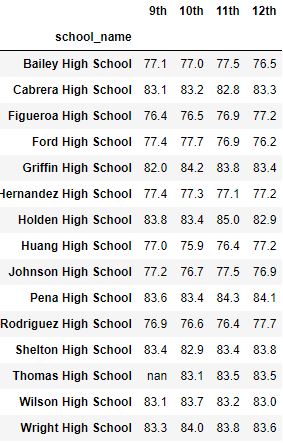 9th 10th 11th 12th
school_name
Bailey High School 77.1 77.0 77.5 76.5
Cabrera High School 83.1 83.2 82.8 83.3
Figueroa High School 76.4 76.5 76.9 77.2
Ford High School 77.4 77.7 76.9 76.2
Griffin High School 82.0 84.2 83.8 83.4
Hernandez High School 77.4 77.3 77.1 77.2
Holden High School 83.8 83.4 85.0 82.9
Huang High School 77.0 75.9 76.4 77.2
Johnson High School 77.2 76.7 77.5 76.9
Pena High School 83.6 83.4 84.3 84.1
Rodriguez High School 76.9 76.6 76.4 77.7
Shelton High School 83.4 82.9 83.4 83.8
Thomas High School nan 83.1 83.5 83.5
Wilson High School 83.1 83.7 83.2 83.0
Wright High School 83.3 84.0 83.8 83.6